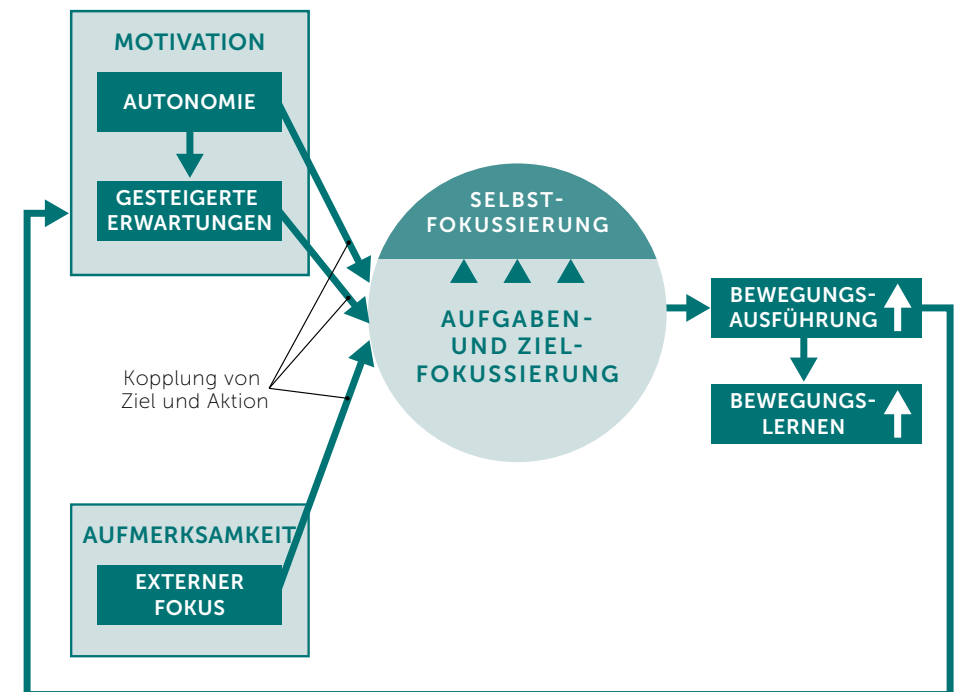 MOTIVATION
AUTONOMIE
GESTEIGERTE
ERWARTUNGEN
Kopplung von
Ziel und Aktion
AUFMERKSAMKEIT
EXTERNER
FOKUS
SELBST-
FOKUSSIERUNG
AUFGABEN-
UND ZIEL-
FOKUSSIERUNG
BEWEGUNGS-
AUSFÜHRUNG
BEWEGUNGS-
LERNEN